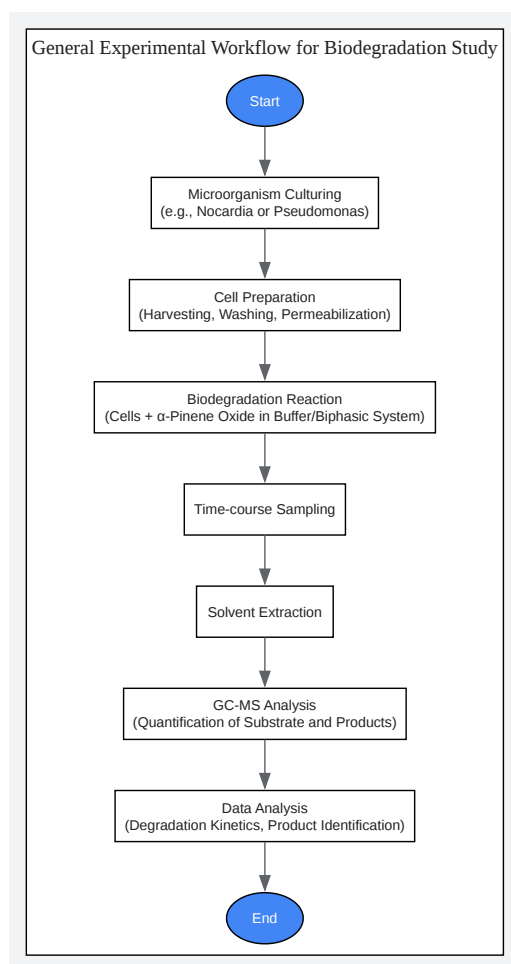 General Experimental Workflow for Biodegradation Study
Start
Microorganism Culturing
(e.g., Nocardia or Pseudomonas)
Cell Preparation
(Harvesting, Washing, Permeabilization)
Biodegradation Reaction
(Cells + α-Pinene Oxide in Buffer/Biphasic System)
Time-course Sampling
Solvent Extraction
GC-MS Analysis
(Quantification of Substrate and Products)
Data Analysis
(Degradation Kinetics, Product Identification)
End